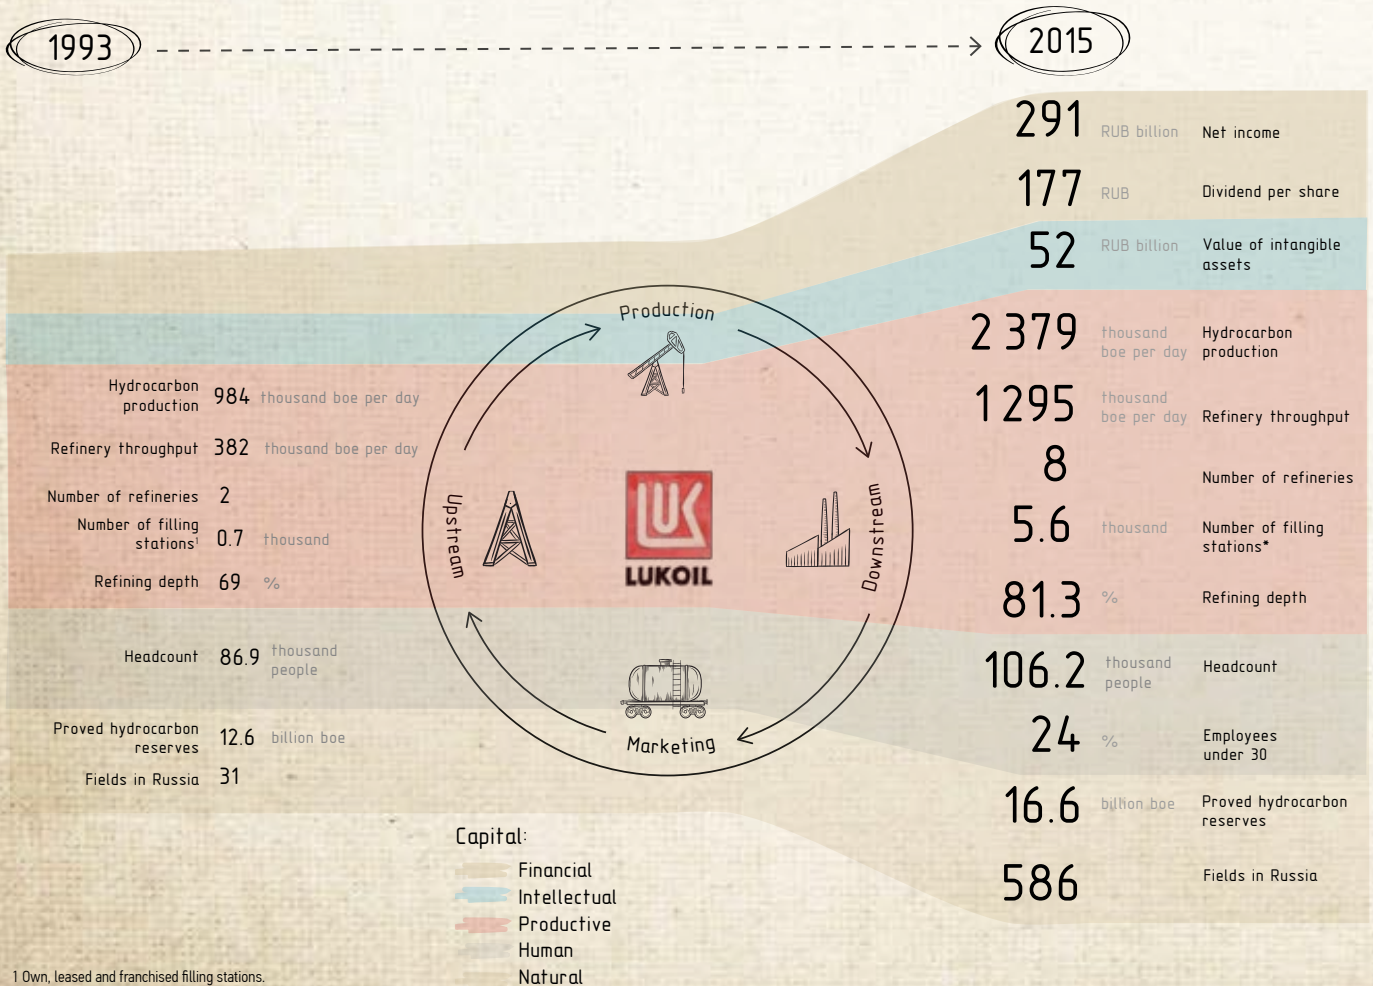 1993
2015
291 RUB billion Net income
177 RUB Dividend per share
52 RUB billion Value of intangible
assets
2 379 thousand
boe per day Hydrocarbon
production
1 295 thousand
boe per day Refinery throughput
8 Number of refineries
5.6 thousand Number of filling
stations*
81.3 % Refining depth
106.2 thousand
people Headcount
24 % Employees
under 30
16.6 billion boe Proved hydrocarbon
reserves
586 Fields in Russia
Hydrocarbon
production 984 thousand boe per day
Refinery throughput 382 thousand boe per day
Number of refineries 2
Number of filling
stations¹ 0.7 thousand
Refining depth 69 %
Headcount 86.9 thousand
people
Proved hydrocarbon
reserves 12.6 billion boe
Fields in Russia 31
Production
Downstream
Marketing
Upstream
LUK
LUKOIL
Capital:
Financial
Intellectual
Productive
Human
Natural
1 Own, leased and franchised filling stations.